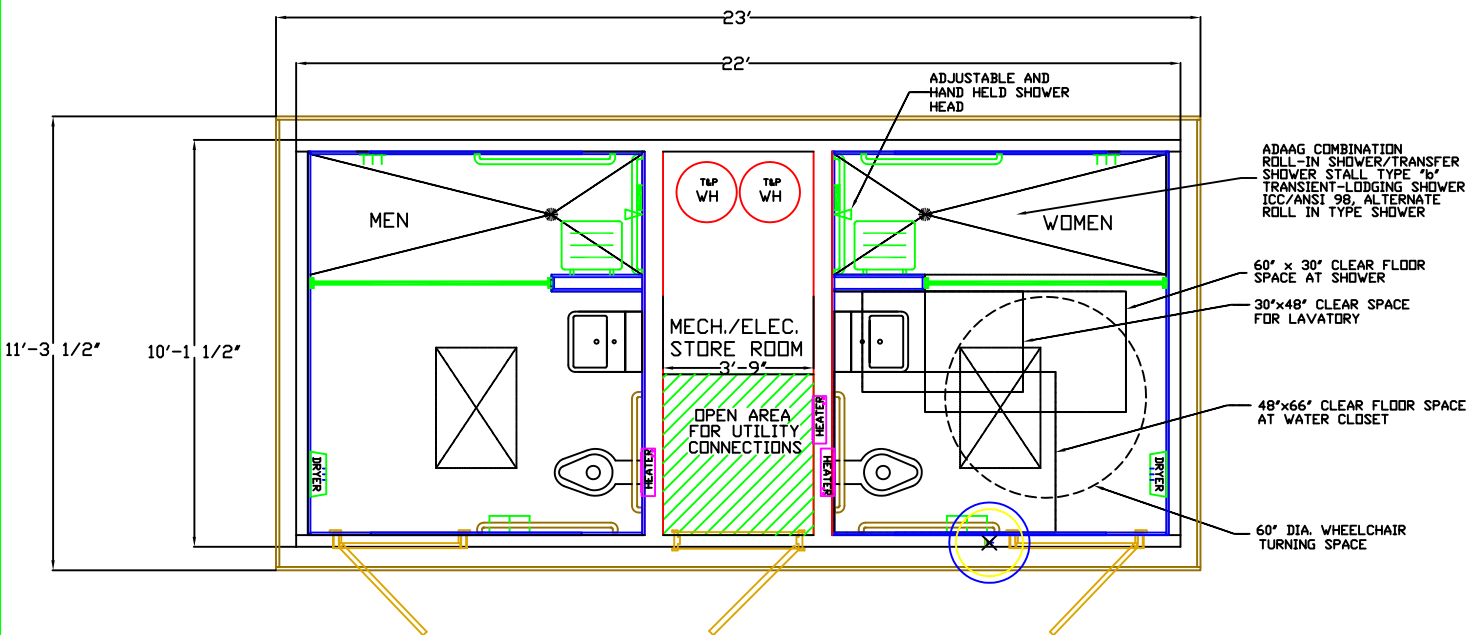 23'
22'
ADJUSTABLE AND
HAND HELD SHOWER
HEAD
ADAAG COMBINATION
ROLL-IN SHOWER/TRANSFER
SHOWER STALL TYPE "b"
TRANSIENT-LODGING SHOWER
ICC/ANSI 98, ALTERNATE
ROLL IN TYPE SHOWER
T&P
WH
T&P
WH
MEN
WOMEN
60" x 30" CLEAR FLOOR
SPACE AT SHOWER
30"x48" CLEAR SPACE
FOR LAVATORY
11'-3 1/2"
10'-1 1/2"
MECH./ELEC.
STORE ROOM
3'-9"
OPEN AREA
FOR UTILITY
CONNECTIONS
HEATER
HEATER
HEATER
DRYER
DRYER
48"x66" CLEAR FLOOR SPACE
AT WATER CLOSET
60" DIA. WHEELCHAIR
TURNING SPACE